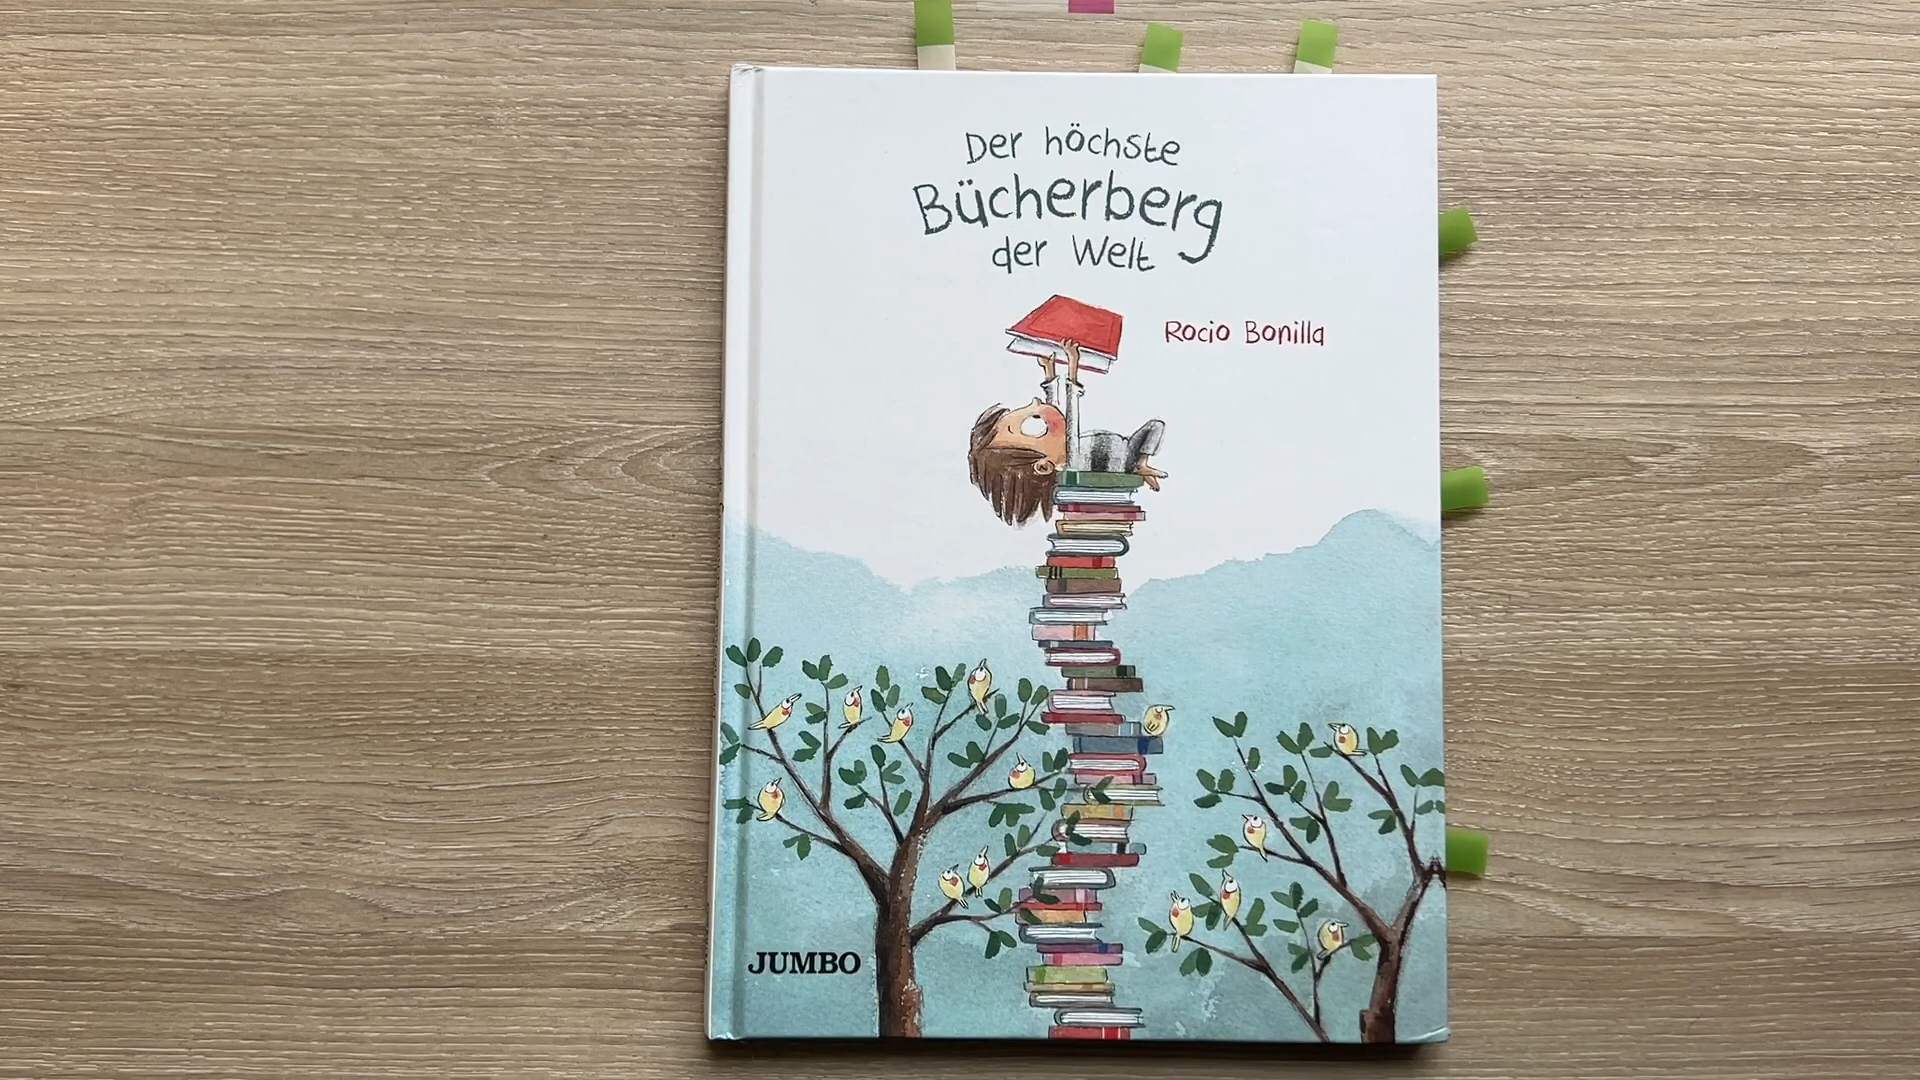 Der höchste
Bücherberg
der Welt
Rocio Bonilla
JUMBO